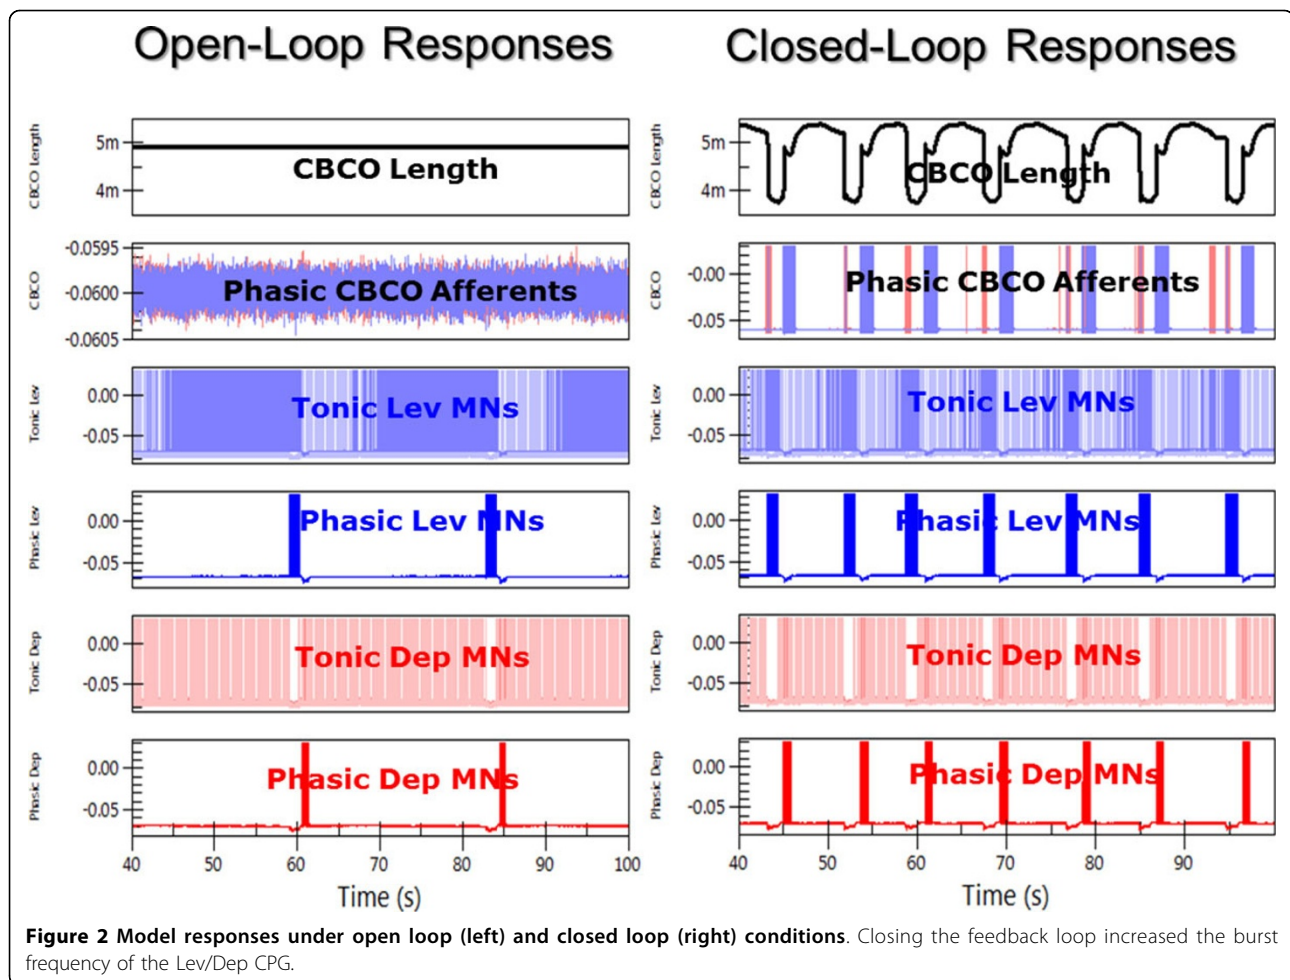 Open-Loop Responses
Closed-Loop Responses
CBCO Length
5m
4m
CBCO Length
CBCO Length
5m
4m
CBCO Length
CBCO
-0.0595
-0.0600
-0.0605
Phasic CBCO Afferents
CBCO
-0.00
-0.05
Phasic CBCO Afferents
Tonic Lev
0.00
-0.05
Tonic Lev MNs
Tonic Lev
0.00
-0.05
Tonic Lev MNs
Phasic Lev
0.00
-0.05
Phasic Lev MNs
Phasic Lev
0.00
-0.05
Phasic Lev MNs
Tonic Dep
0.00
-0.05
Tonic Dep MNs
Tonic Dep
0.00
-0.05
Tonic Dep MNs
Phasic Dep
0.00
-0.05
Phasic Dep MNs
Phasic Dep
0.00
-0.05
Phasic Dep MNs
40 50 60 70 80 90 100
Time (s)
40 50 60 70 80 90
Time (s)
Figure 2 Model responses under open loop (left) and closed loop (right) conditions. Closing the feedback loop increased the burst
frequency of the Lev/Dep CPG.